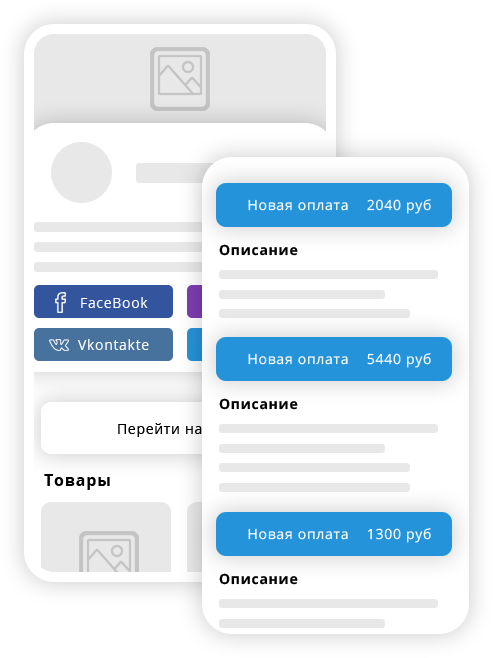 FaceBook
Vkontakte
Перейти на
Товары
Новая оплата 2040 руб
Описание
Новая оплата 5440 руб
Описание
Новая оплата 1300 руб
Описание